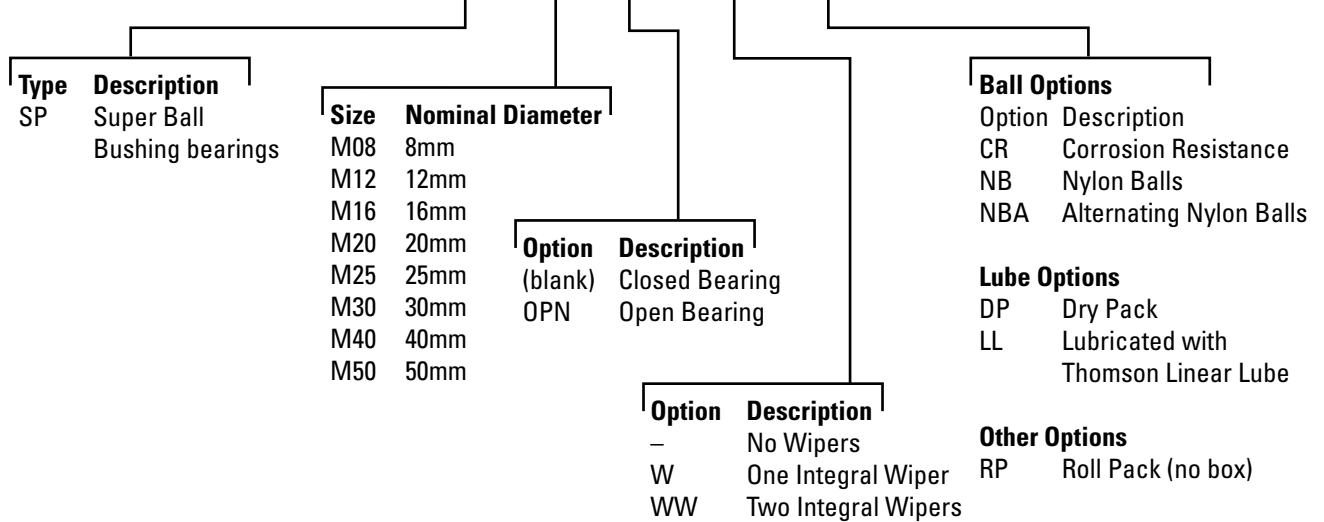 Type Description
SP Super Ball
Bushing bearings
Size Nominal Diameter
M08 8mm
M12 12mm
M16 16mm
M20 20mm
M25 25mm
M30 30mm
M40 40mm
M50 50mm
Option Description
(blank) Closed Bearing
OPN Open Bearing
Option Description
– No Wipers
W One Integral Wiper
WW Two Integral Wipers
Ball Options
Option Description
CR Corrosion Resistance
NB Nylon Balls
NBA Alternating Nylon Balls
Lube Options
DP Dry Pack
LL Lubricated with
Thomson Linear Lube
Other Options
RP Roll Pack (no box)